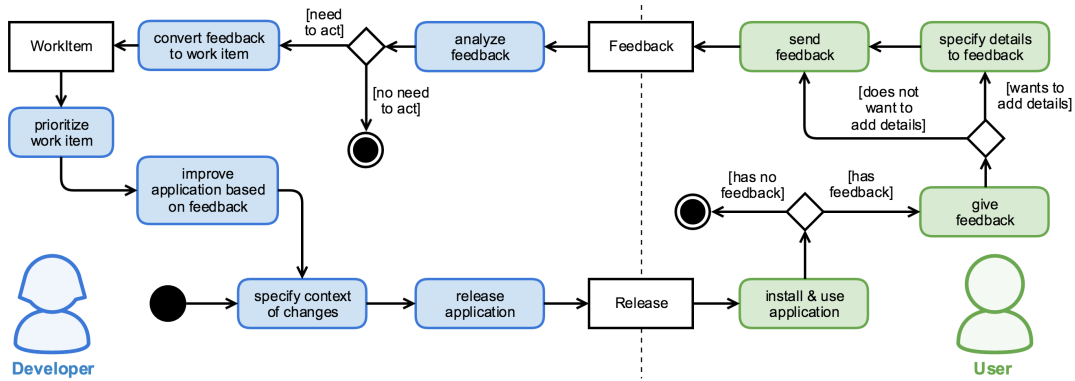 WorkItem
convert feedback
to work item
[need
to act]
analyze
feedback
Feedback
send
feedback
specify details
to feedback
[no need
to act]
[does not
want to
add details]
[wants to
add details]
prioritize
work item
improve
application based
on feedback
[has no
feedback]
[has
feedback]
give
feedback
specify context
of changes
release
application
Release
install & use
application
Developer
User